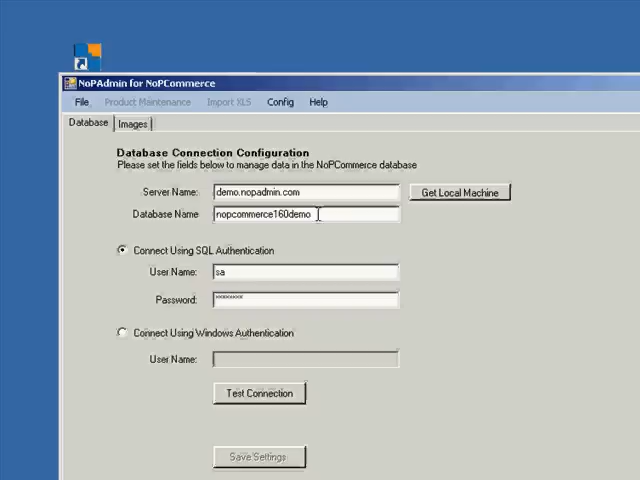 NoPAdmin for NoPCommerce
File Product Maintenance Import XLS Config Help
Database Images
Database Connection Configuration
Please set the fields below to manage data in the NoPCommerce database
Server Name: demo.nopadmin.com Get Local Machine
Database Name nopcommerce160demo
Connect Using SQL Authentication
User Name: sa
Password: ********
Connect Using Windows Authentication
User Name:
Test Connection
Save Settings